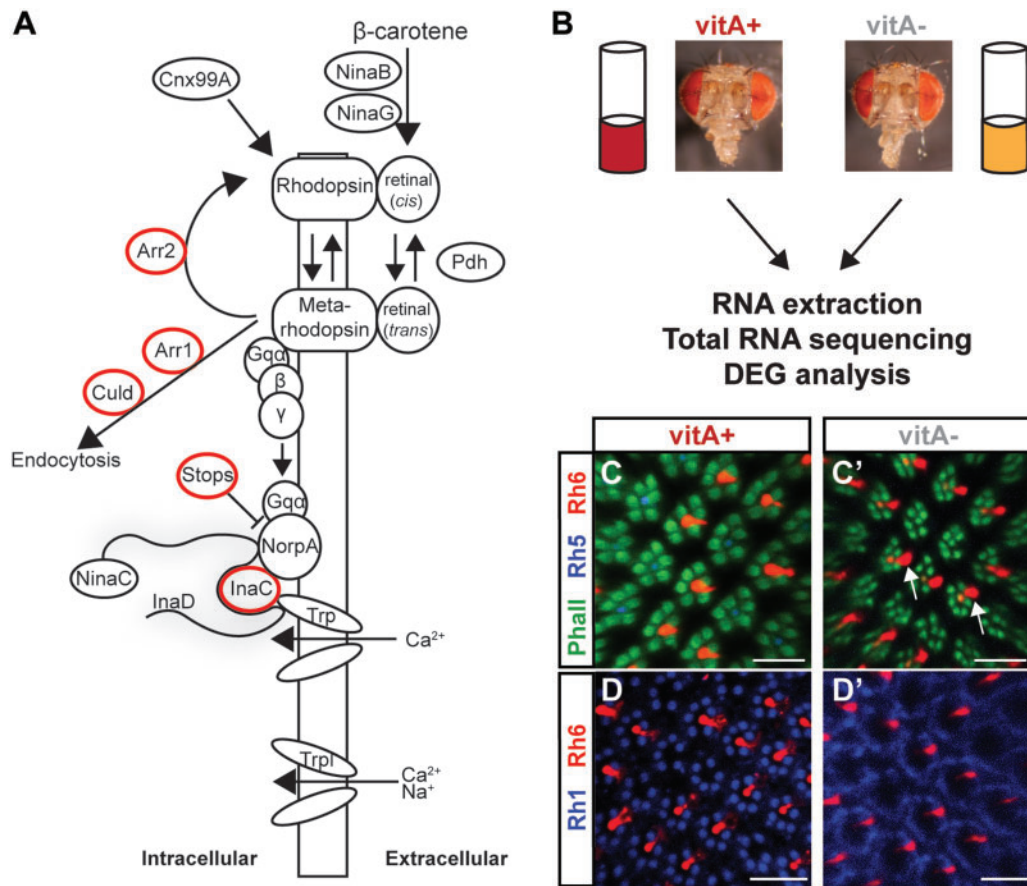 A
β-carotene
Cnx99A
NinaB
NinaG
Rhodopsin
retinal
(cis)
Arr2
Pdh
Meta-
rhodopsin
retinal
(trans)
Arr1
Gqα
β
γ
Culd
Endocytosis
Stops
Gqα
NorpA
NinaC
InaC
InaD
Trp
Ca²⁺
Trpl
Ca²⁺
Na⁺
Intracellular
Extracellular
B
vitA+
vitA-
RNA extraction
Total RNA sequencing
DEG analysis
vitA+
vitA-
Phall Rh5 Rh6
C
C'
Rh1 Rh6
D
D'